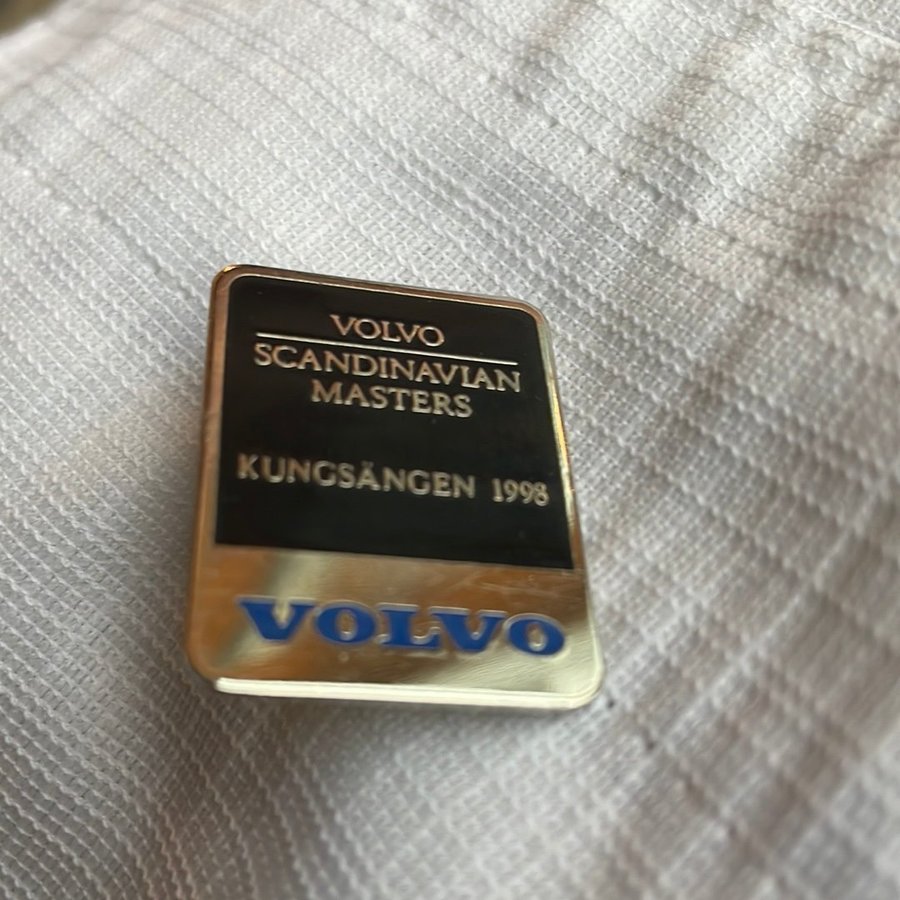 VOLVO
SCANDINAVIAN
MASTERS
KUNGSÄNGEN 1998
VOLVO